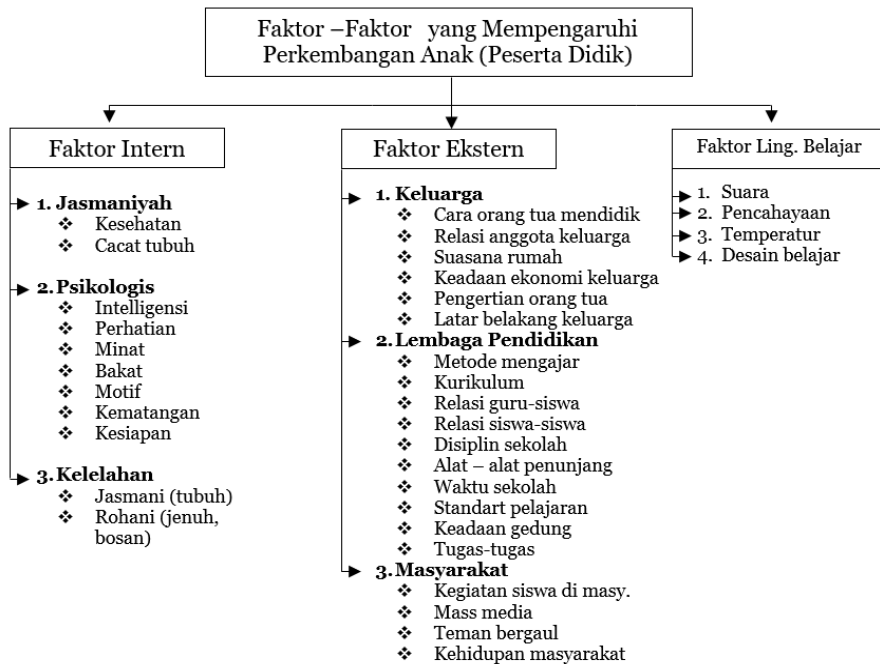 Faktor –Faktor yang Mempengaruhi
Perkembangan Anak (Peserta Didik)
Faktor Intern
1. Jasmaniyah
❖ Kesehatan
❖ Cacat tubuh
2. Psikologis
❖ Intelligensi
❖ Perhatian
❖ Minat
❖ Bakat
❖ Motif
❖ Kematangan
❖ Kesiapan
3. Kelelahan
❖ Jasmani (tubuh)
❖ Rohani (jenuh,
bosan)
Faktor Ekstern
1. Keluarga
❖ Cara orang tua mendidik
❖ Relasi anggota keluarga
❖ Suasana rumah
❖ Keadaan ekonomi keluarga
❖ Pengertian orang tua
❖ Latar belakang keluarga
2. Lembaga Pendidikan
❖ Metode mengajar
❖ Kurikulum
❖ Relasi guru-siswa
❖ Relasi siswa-siswa
❖ Disiplin sekolah
❖ Alat – alat penunjang
❖ Waktu sekolah
❖ Standart pelajaran
❖ Keadaan gedung
❖ Tugas-tugas
3. Masyarakat
❖ Kegiatan siswa di masy.
❖ Mass media
❖ Teman bergaul
❖ Kehidupan masyarakat
Faktor Ling. Belajar
1. Suara
2. Pencahayaan
3. Temperatur
4. Desain belajar